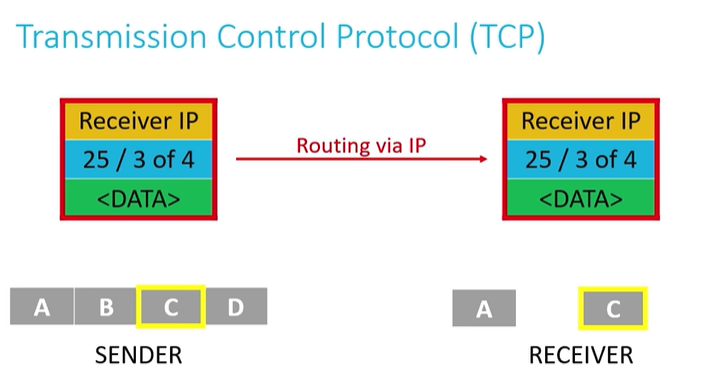 Transmission Control Protocol (TCP)
Receiver IP
25 / 3 of 4
<DATA>
Routing via IP
Receiver IP
25 / 3 of 4
<DATA>
A B C D
SENDER
A C
RECEIVER